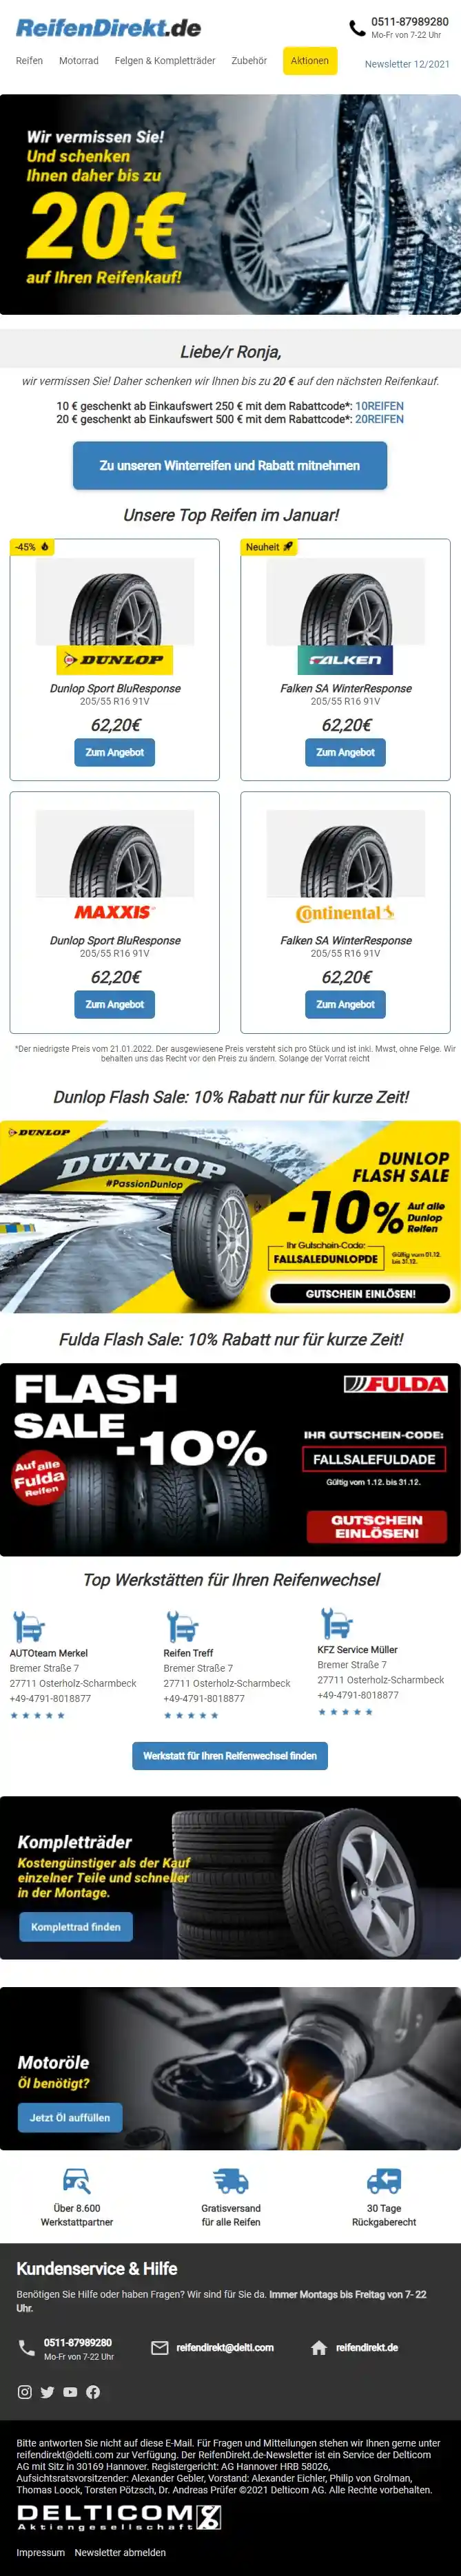 ReifenDirekt.de
0511-87989280
Mo-Fr von 7-22 Uhr
Reifen Motorrad Felgen & Kompletträder Zubehör Aktionen Newsletter 12/2021
Wir vermissen Sie!
Und schenken
Ihnen daher bis zu
20€
auf Ihren Reifenkauf!
Liebe/r Ronja,
wir vermissen Sie! Daher schenken wir Ihnen bis zu 20 € auf den nächsten Reifenkauf.
10 € geschenkt ab Einkaufswert 250 € mit dem Rabattcode*: 10REIFEN
20 € geschenkt ab Einkaufswert 500 € mit dem Rabattcode*: 20REIFEN
Zu unseren Winterreifen und Rabatt mitnehmen
Unsere Top Reifen im Januar!
-45%
DUNLOP
Dunlop Sport BluResponse
205/55 R16 91V
62,20€
Zum Angebot
Neuheit
FALKEN
Falken SA WinterResponse
205/55 R16 91V
62,20€
Zum Angebot
MAXXIS
Dunlop Sport BluResponse
205/55 R16 91V
62,20€
Zum Angebot
Continental
Falken SA WinterResponse
205/55 R16 91V
62,20€
Zum Angebot
*Der niedrigste Preis vom 21.01.2022. Der ausgewiesene Preis versteht sich pro Stück und ist inkl. Mwst, ohne Felge. Wir
behalten uns das Recht vor den Preis zu ändern. Solange der Vorrat reicht
Dunlop Flash Sale: 10% Rabatt nur für kurze Zeit!
DUNLOP
DUNLOP
#PassionDunlop
DUNLOP
FLASH SALE
-10%
Auf alle
Dunlop
Reifen
Ihr Gutschein-Code:
FALLSALEDUNLOPDE
Gültig vom 01.12.
bis 31.12.
GUTSCHEIN EINLÖSEN!
Fulda Flash Sale: 10% Rabatt nur für kurze Zeit!
FLASH
SALE
-10%
Auf alle
Fulda
Reifen
FULDA
IHR GUTSCHEIN-CODE:
FALLSALEFULDADE
Gültig vom 1.12. bis 31.12.
GUTSCHEIN
EINLÖSEN!
Top Werkstätten für Ihren Reifenwechsel
AUTOteam Merkel
Bremer Straße 7
27711 Osterholz-Scharmbeck
+49-4791-8018877
Reifen Treff
Bremer Straße 7
27711 Osterholz-Scharmbeck
+49-4791-8018877
KFZ Service Müller
Bremer Straße 7
27711 Osterholz-Scharmbeck
+49-4791-8018877
Werkstatt für Ihren Reifenwechsel finden
Kompletträder
Kostengünstiger als der Kauf
einzelner Teile und schneller
in der Montage.
Komplettrad finden
Motoröle
Öl benötigt?
Jetzt Öl auffüllen
Über 8.600
Werkstattpartner
Gratisversand
für alle Reifen
30 Tage
Rückgaberecht
Kundenservice & Hilfe
Benötigen Sie Hilfe oder haben Fragen? Wir sind für Sie da. Immer Montags bis Freitag von 7- 22
Uhr.
0511-87989280
Mo-Fr von 7-22 Uhr
reifendirekt@delti.com
reifendirekt.de
Bitte antworten Sie nicht auf diese E-Mail. Für Fragen und Mitteilungen stehen wir Ihnen gerne unter
reifendirekt@delti.com zur Verfügung. Der ReifenDirekt.de-Newsletter ist ein Service der Delticom
AG mit Sitz in 30169 Hannover. Registergericht: AG Hannover HRB 58026,
Aufsichtsratsvorsitzender: Alexander Gebler, Vorstand: Alexander Eichler, Philip von Grolman,
Thomas Loock, Torsten Pötzsch, Dr. Andreas Prüfer ©2021 Delticom AG. Alle Rechte vorbehalten.
DELTICOM
Aktiengesellschaft
Impressum Newsletter abmelden